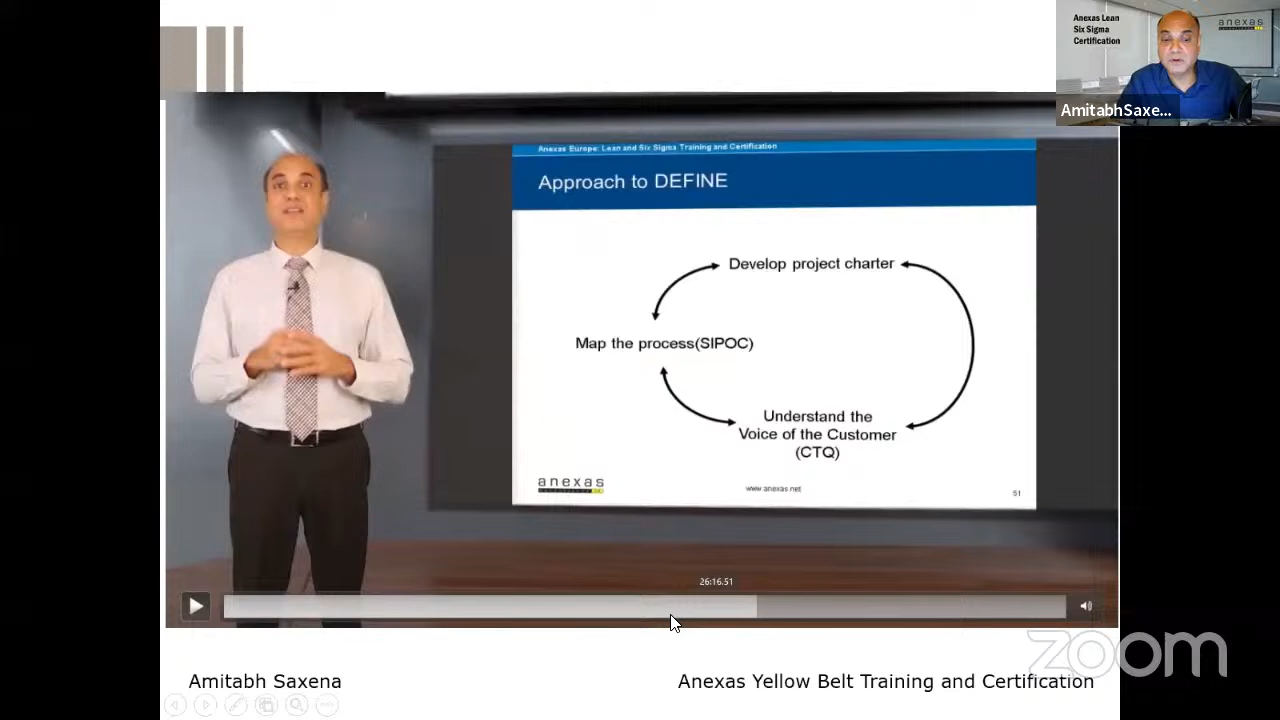 Anexas Lean
Six Sigma
Certification
anexas
AmitabhSaxe...
Anexas Europe: Lean and Six Sigma Training and Certification
Approach to DEFINE
Develop project charter
Map the process(SIPOC)
Understand the
Voice of the Customer
(CTQ)
anexas
www.anexas.net
51
26:16.51
zoom
Amitabh Saxena
Anexas Yellow Belt Training and Certification